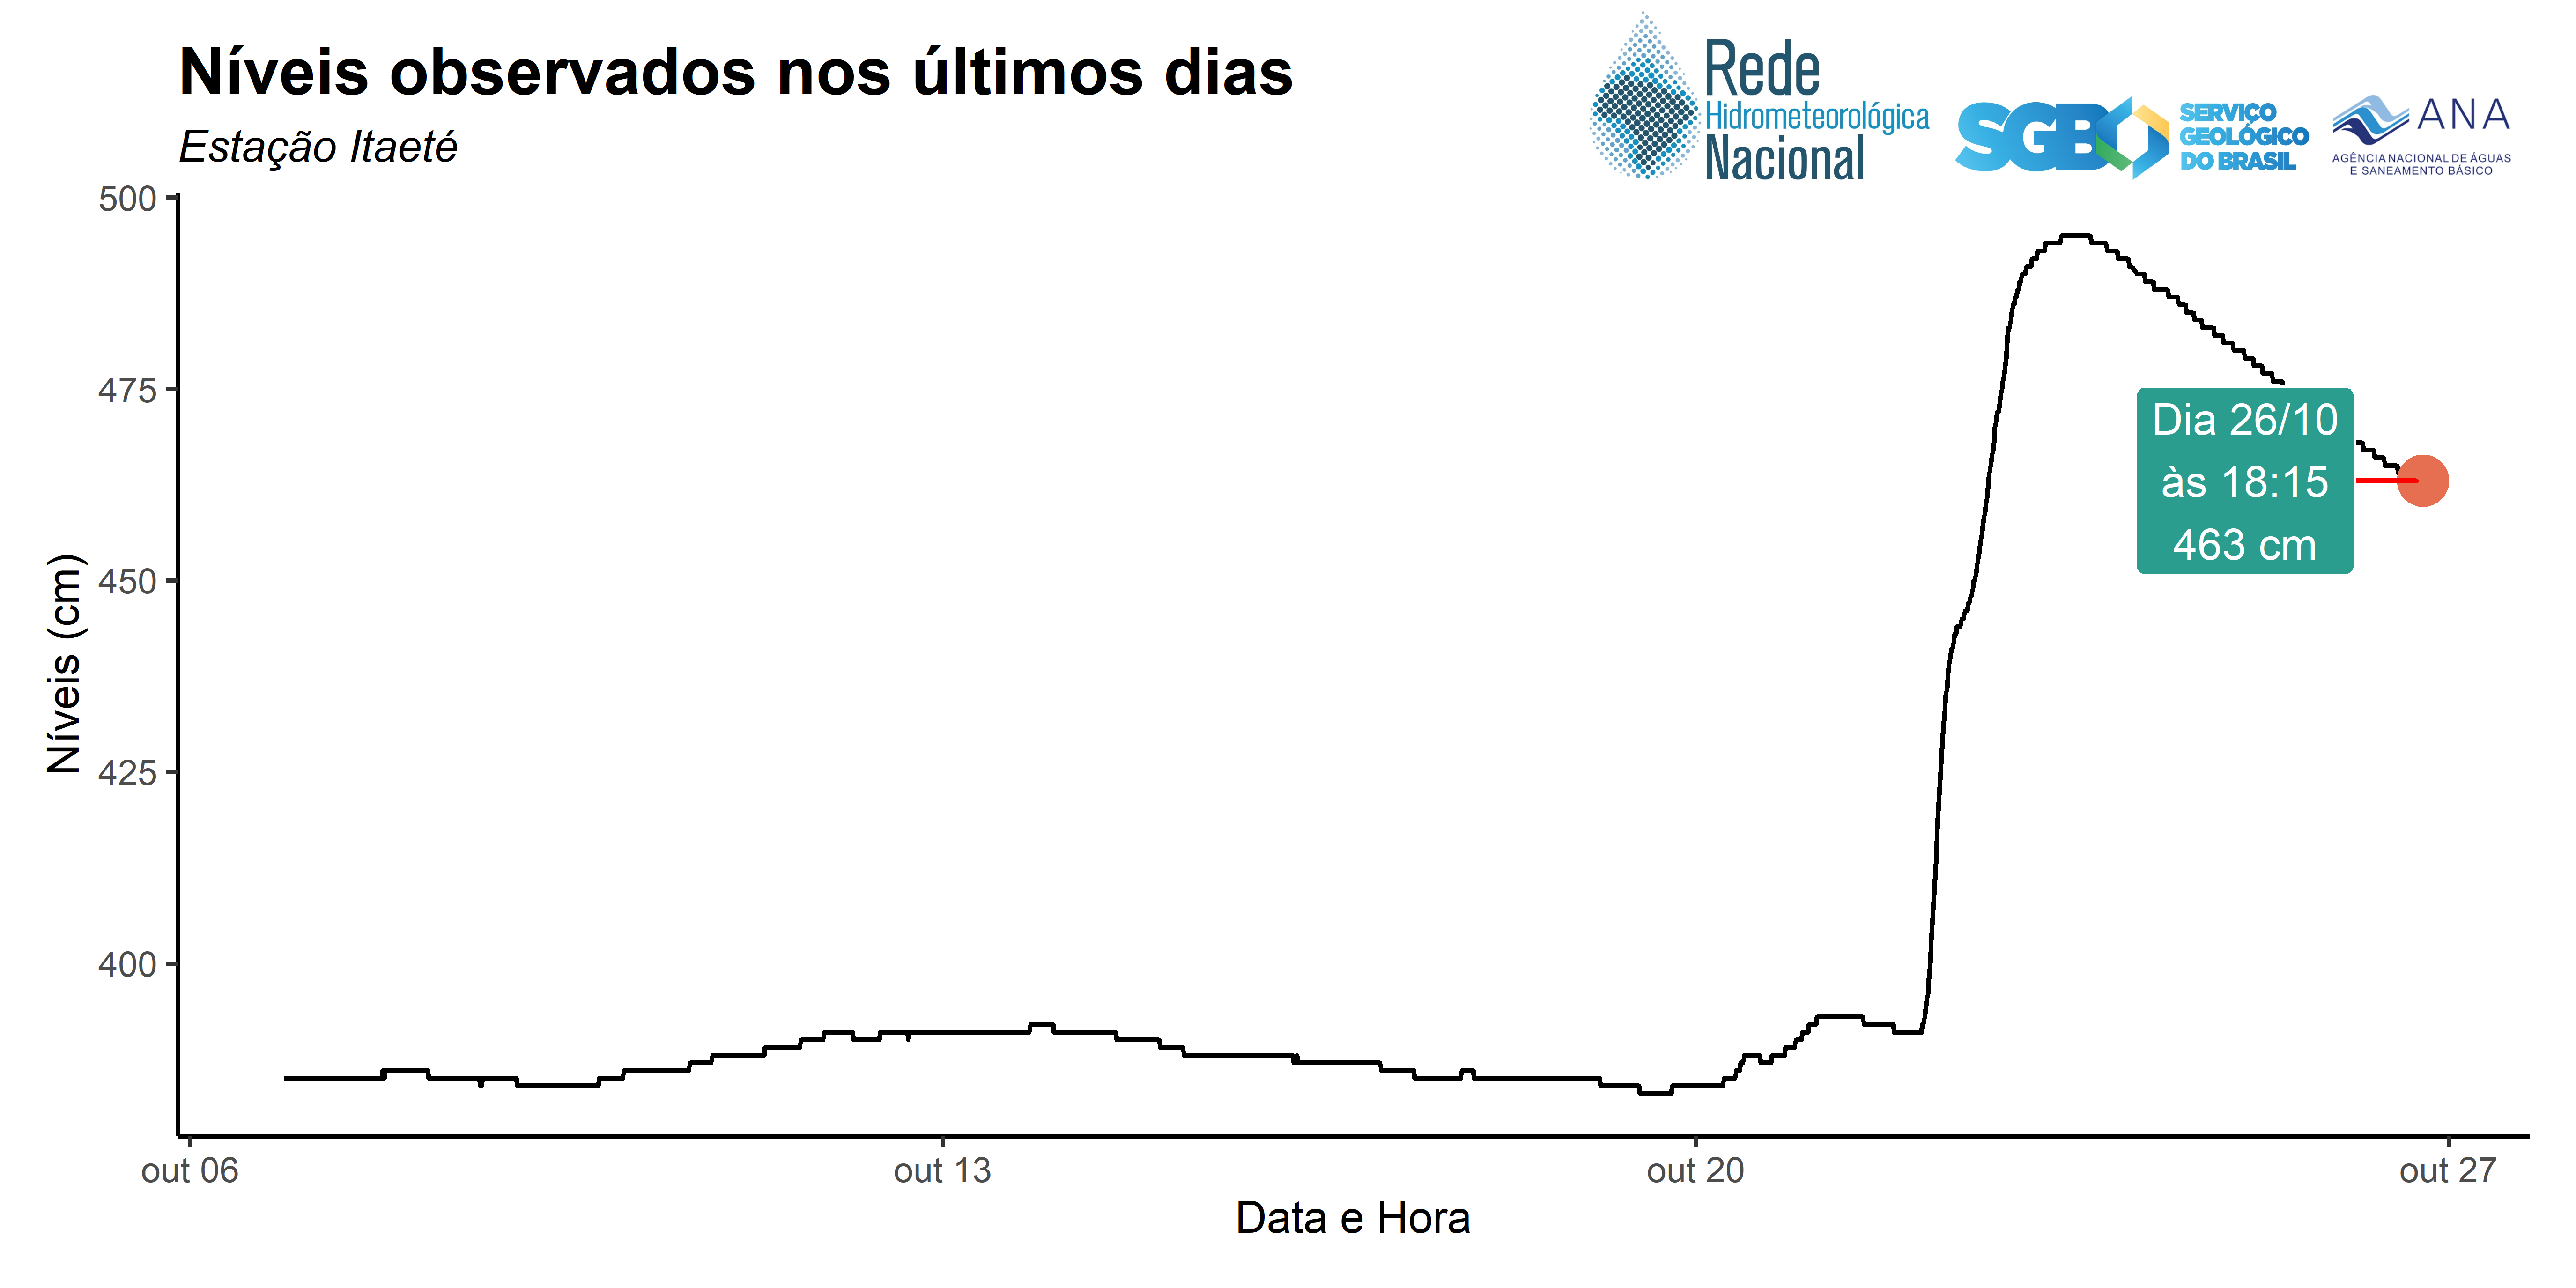 Níveis observados nos últimos dias
Estação Itaeté
Rede
Hidrometeorológica
Nacional
SGB
SERVIÇO
GEOLÓGICO
DO BRASIL
ANA
AGÊNCIA NACIONAL DE ÁGUAS
E SANEAMENTO BÁSICO
500
475
450
425
400
Níveis (cm)
Dia 26/10
às 18:15
463 cm
out 06
out 13
out 20
out 27
Data e Hora